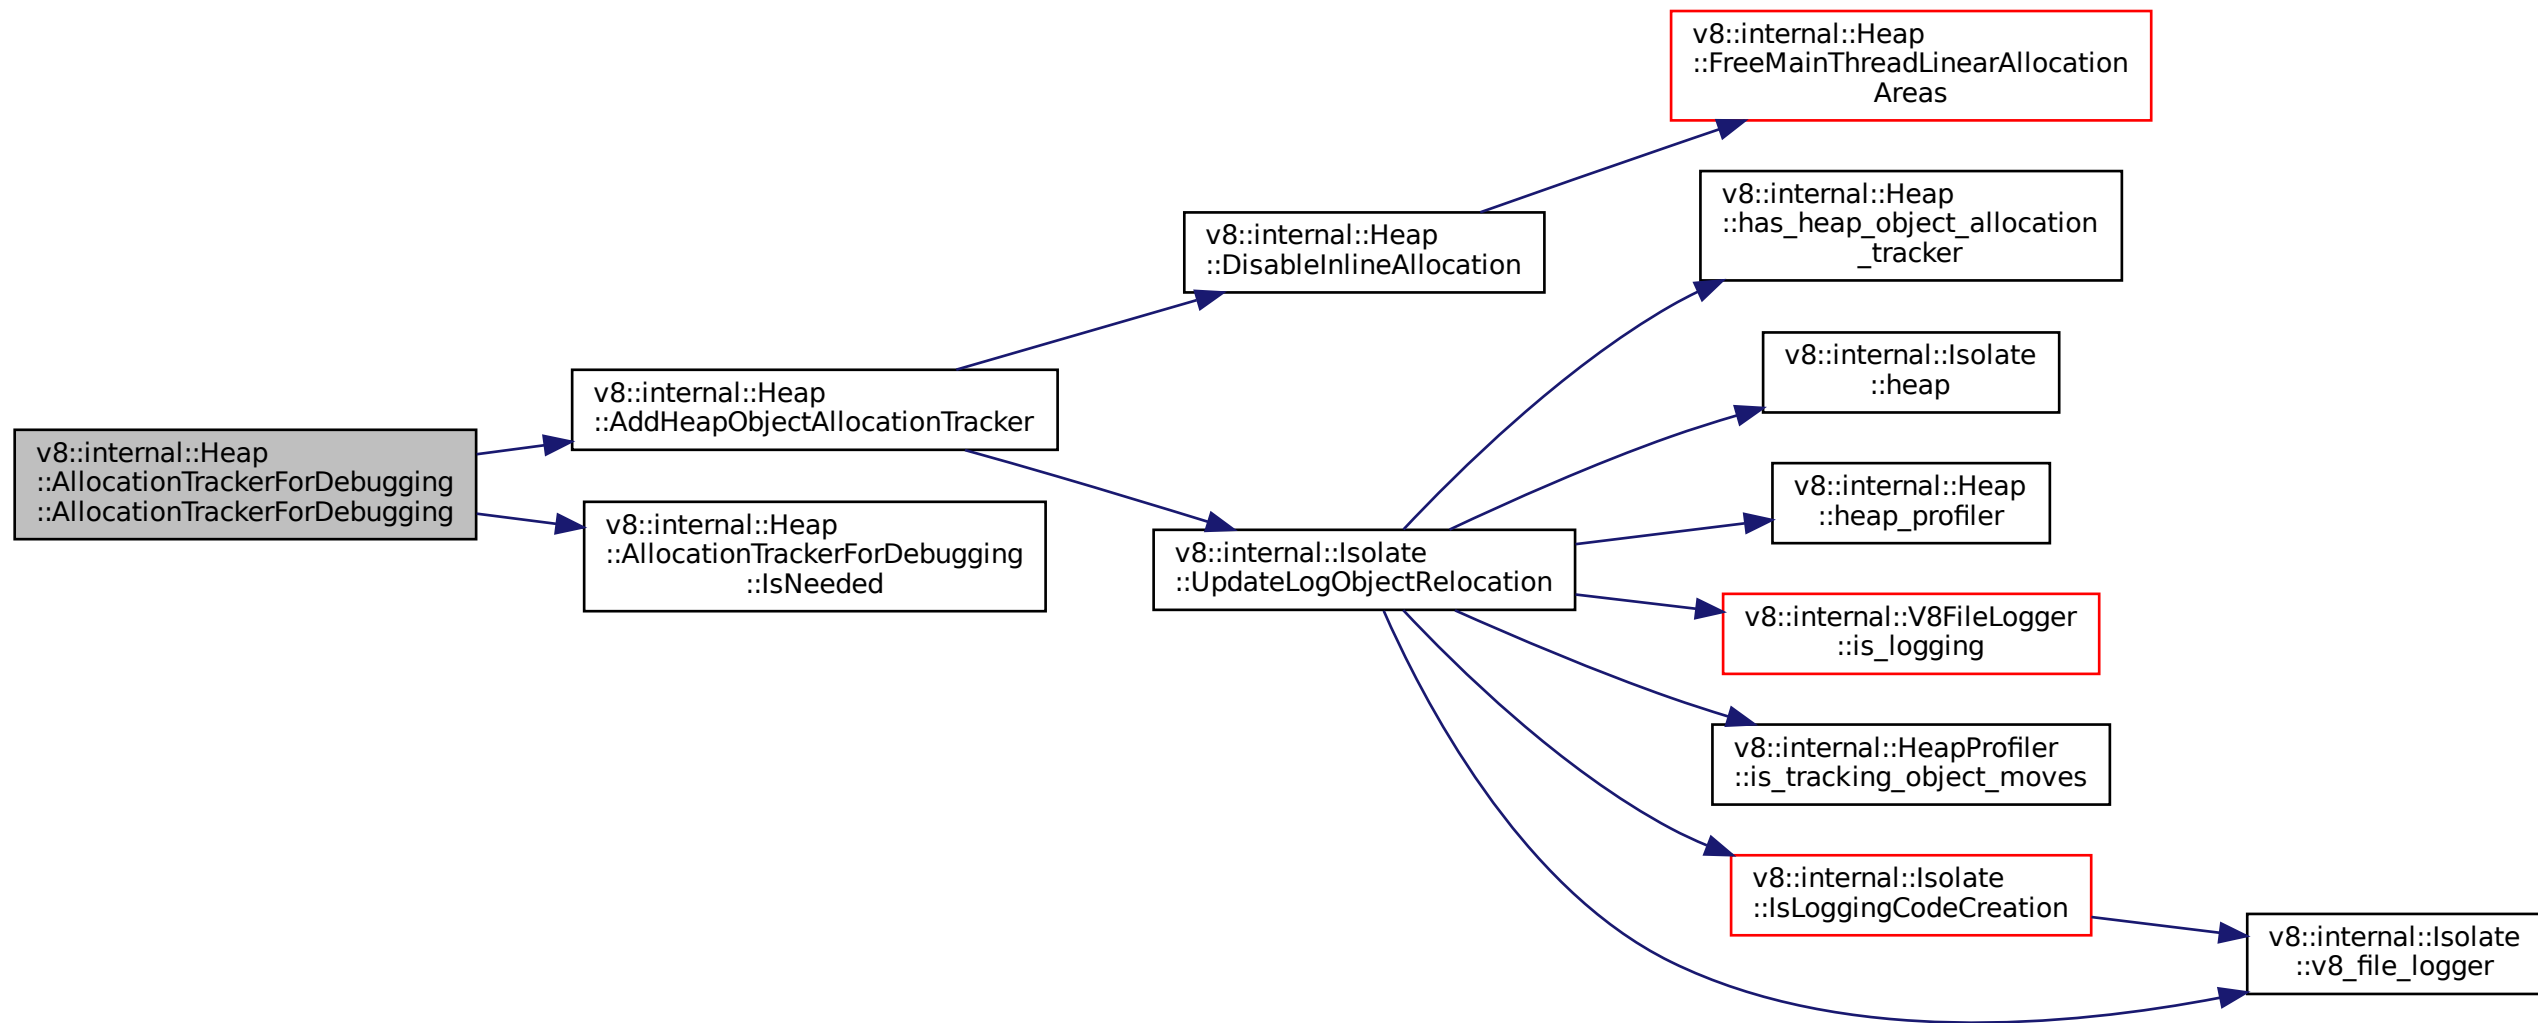 v8::internal::Heap
::AllocationTrackerForDebugging
::AllocationTrackerForDebugging
v8::internal::Heap
::AddHeapObjectAllocationTracker
v8::internal::Heap
::AllocationTrackerForDebugging
::IsNeeded
v8::internal::Heap
::DisableInlineAllocation
v8::internal::Isolate
::UpdateLogObjectRelocation
v8::internal::Heap
::FreeMainThreadLinearAllocation
Areas
v8::internal::Heap
::has_heap_object_allocation
_tracker
v8::internal::Isolate
::heap
v8::internal::Heap
::heap_profiler
v8::internal::V8FileLogger
::is_logging
v8::internal::HeapProfiler
::is_tracking_object_moves
v8::internal::Isolate
::IsLoggingCodeCreation
v8::internal::Isolate
::v8_file_logger